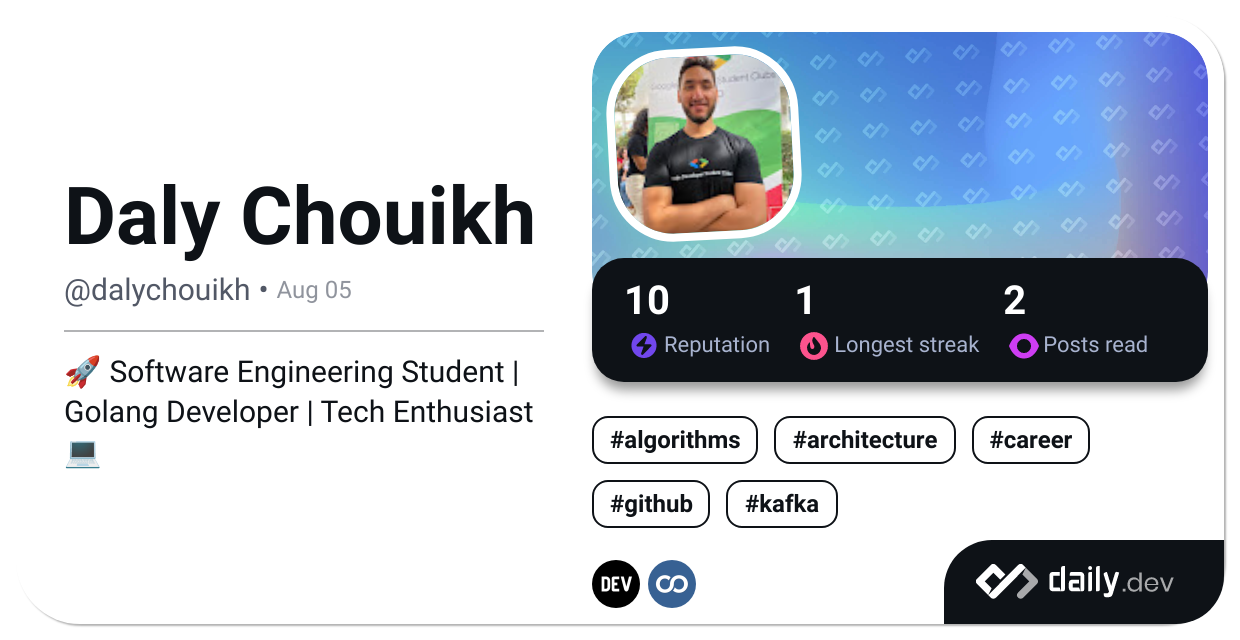 Daly Chouikh
@dalychouikh • Aug 05
🚀 Software Engineering Student |
Golang Developer | Tech Enthusiast
💻
10
Reputation
1
Longest streak
2
Posts read
#algorithms
#architecture
#career
#github
#kafka
DEV
daily.dev